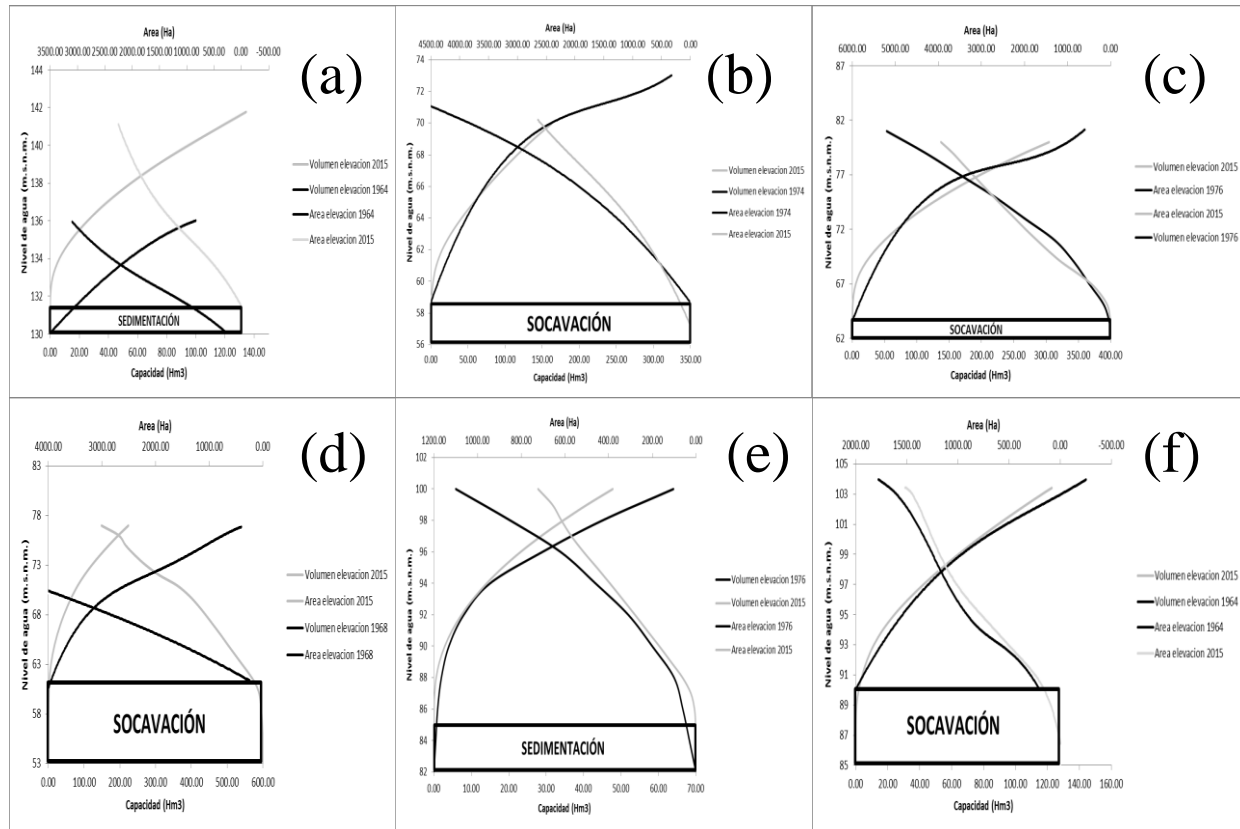 (a)
Area (Ha)
3500.00 3000.00 2500.00 2000.00 1500.00 1000.00 500.00 0.00 -500.00
144
142
140
138
136
134
132
130
Nivel de agua (m.s.n.m.)
Volumen elevacion 2015
Volumen elevacion 1964
Area elevacion 1964
Area elevacion 2015
SEDIMENTACIÓN
0.00 20.00 40.00 60.00 80.00 100.00 120.00 140.00
Capacidad (Hm3)
(b)
Area (Ha)
4500.00 4000.00 3500.00 3000.00 2500.00 2000.00 1500.00 1000.00 500.00 0.00
74
72
70
68
66
64
62
60
58
56
Nivel de agua (m.s.n.m.)
Volumen elevacion 2015
Volumen elevacion 1974
Area elevacion 1974
Area elevacion 2015
SOCAVACIÓN
0.00 50.00 100.00 150.00 200.00 250.00 300.00 350.00
Capacidad (Hm3)
(c)
Area (Ha)
6000.00 5000.00 4000.00 3000.00 2000.00 1000.00 0.00
87
82
77
72
67
62
Nivel de agua (m.s.n.m.)
Volumen elevacion 2015
Area elevacion 1976
Area elevacion 2015
Volumen elevacion 1976
SOCAVACIÓN
0.00 50.00 100.00 150.00 200.00 250.00 300.00 350.00 400.00
Capacidad (Hm3)
(d)
Area (Ha)
4000.00 3000.00 2000.00 1000.00 0.00
83
78
73
68
63
58
53
Nivel de agua (m.s.n.m.)
Volumen elevacion 2015
Area elevacion 2015
Volumen elevacion 1968
Area elevacion 1968
SOCAVACIÓN
0.00 100.00 200.00 300.00 400.00 500.00 600.00
Capacidad (Hm3)
(e)
Area (Ha)
1200.00 1000.00 800.00 600.00 400.00 200.00 0.00
102
100
98
96
94
92
90
88
86
84
82
Nivel de agua (m.s.n.m.)
Volumen elevacion 1976
Volumen elevacion 2015
Área elevacion 1976
Area elevacion 2015
SEDIMENTACIÓN
0.00 10.00 20.00 30.00 40.00 50.00 60.00 70.00
Capacidad (Hm3)
(f)
Area (Ha)
2000.00 1500.00 1000.00 500.00 0.00 -500.00
105
103
101
99
97
95
93
91
89
87
85
Nivel de agua (m.s.n.m.)
Volumen elevacion 2015
Volumen elevacion 1964
Área elevacion 1964
Area elevacion 2015
SOCAVACIÓN
0.00 20.00 40.00 60.00 80.00 100.00 120.00 140.00 160.00
Capacidad (Hm3)